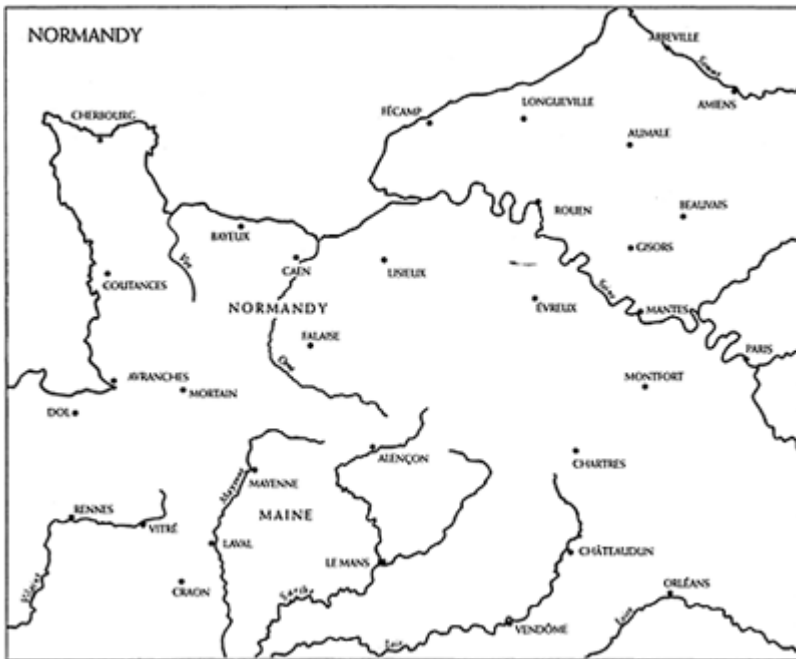 NORMANDY
ABBEVILLE
Somme
AMIENS
CHERBOURG
FÉCAMP
LONGUEVILLE
AUMALE
ROUEN
BEAUVAIS
BAYEUX
CAEN
LISIEUX
GISORS
Vire
COUTANCES
NORMANDY
ÉVREUX
Seine
MANTES
FALAISE
Orne
PARIS
AVRANCHES
MORTAIN
MONTFORT
DOL
ALENÇON
CHARTRES
Mayenne
MAYENNE
RENNES
VITRÉ
MAINE
LAVAL
LE MANS
CHÂTEAUDUN
Vilaine
CRAON
Sarthe
ORLÉANS
VENDÔME
Loir
Loire